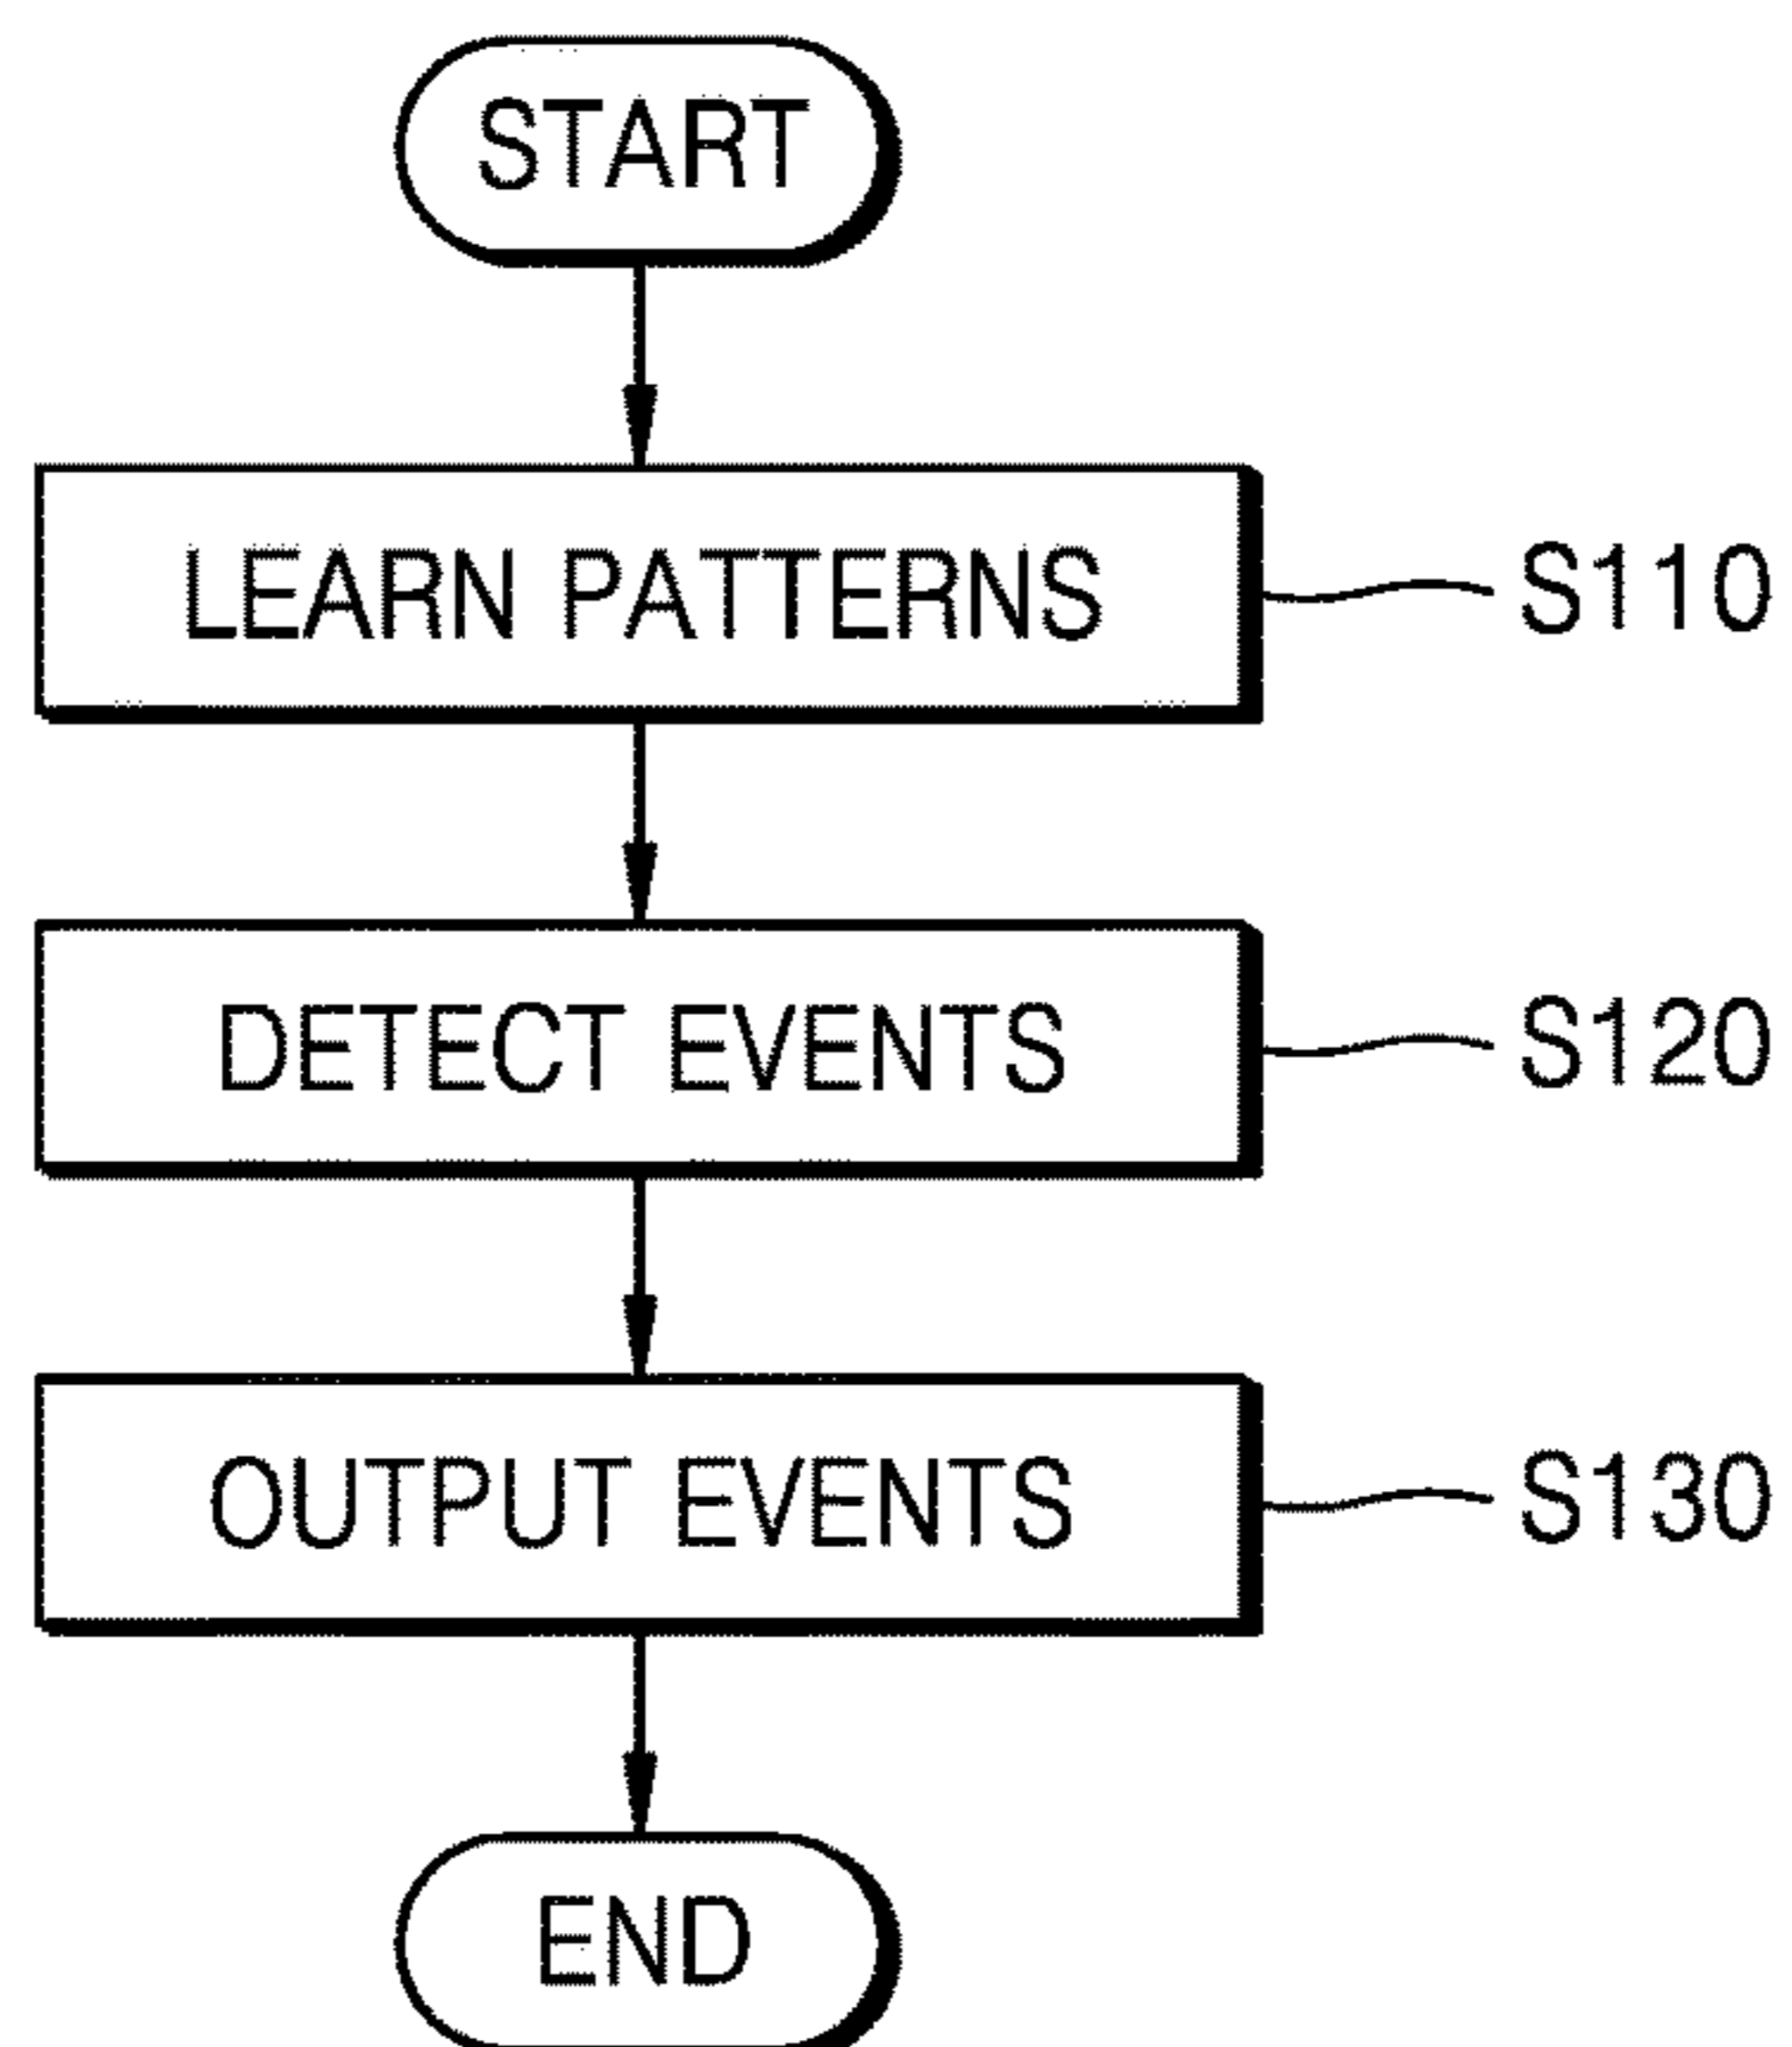 START
LEARN PATTERNS S110
DETECT EVENTS S120
OUTPUT EVENTS S130
END